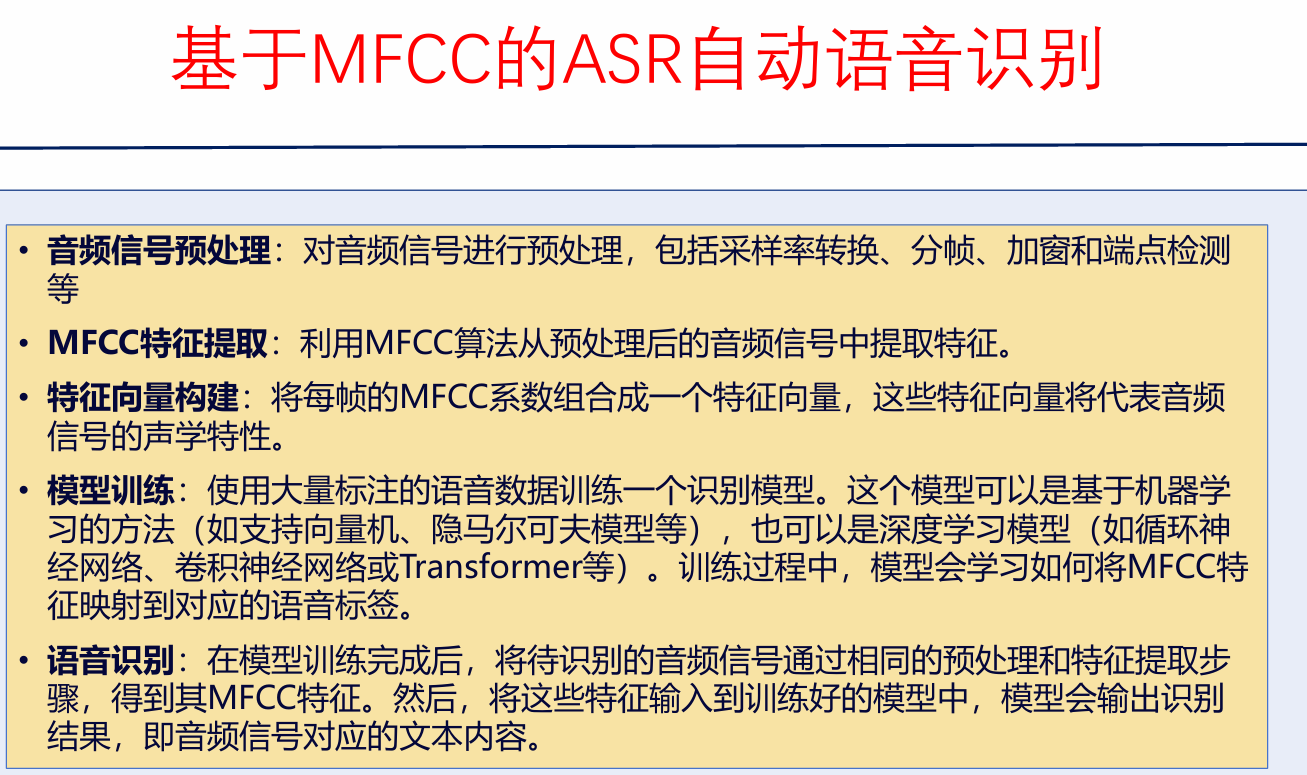 基于MFCC的ASR自动语音识别
• 音频信号预处理：对音频信号进行预处理，包括采样率转换、分帧、加窗和端点检测
等
• MFCC特征提取：利用MFCC算法从预处理后的音频信号中提取特征。
• 特征向量构建：将每帧的MFCC系数组合成一个特征向量，这些特征向量将代表音频
信号的声学特性。
• 模型训练：使用大量标注的语音数据训练一个识别模型。这个模型可以是基于机器学
习的方法（如支持向量机、隐马尔可夫模型等），也可以是深度学习模型（如循环神
经网络、卷积神经网络或Transformer等）。训练过程中，模型会学习如何将MFCC特
征映射到对应的语音标签。
• 语音识别：在模型训练完成后，将待识别的音频信号通过相同的预处理和特征提取步
骤，得到其MFCC特征。然后，将这些特征输入到训练好的模型中，模型会输出识别
结果，即音频信号对应的文本内容。